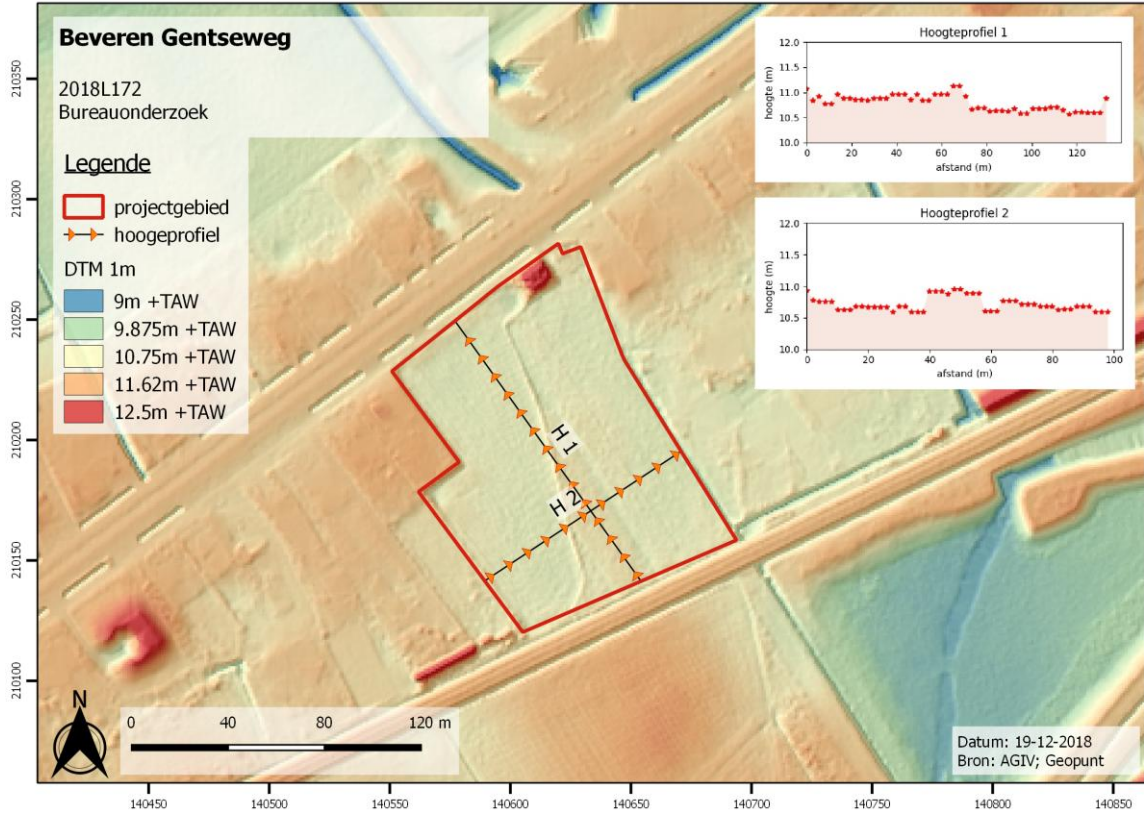 Beveren Gentseweg
2018L172
Bureauonderzoek
Legende
projectgebied
hoogeprofiel
DTM 1m
9m +TAW
9.875m +TAW
10.75m +TAW
11.62m +TAW
12.5m +TAW
Hoogteprofiel 1
hoogte (m)
12.0
11.5
11.0
10.5
10.0
0 20 40 60 80 100 120
afstand (m)
Hoogteprofiel 2
hoogte (m)
12.0
11.5
11.0
10.5
10.0
0 20 40 60 80 100
afstand (m)
H 1
H 2
210350
210300
210250
210200
210150
210100
N
0 40 80 120 m
Datum: 19-12-2018
Bron: AGIV; Geopunt
140450 140500 140550 140600 140650 140700 140750 140800 140850